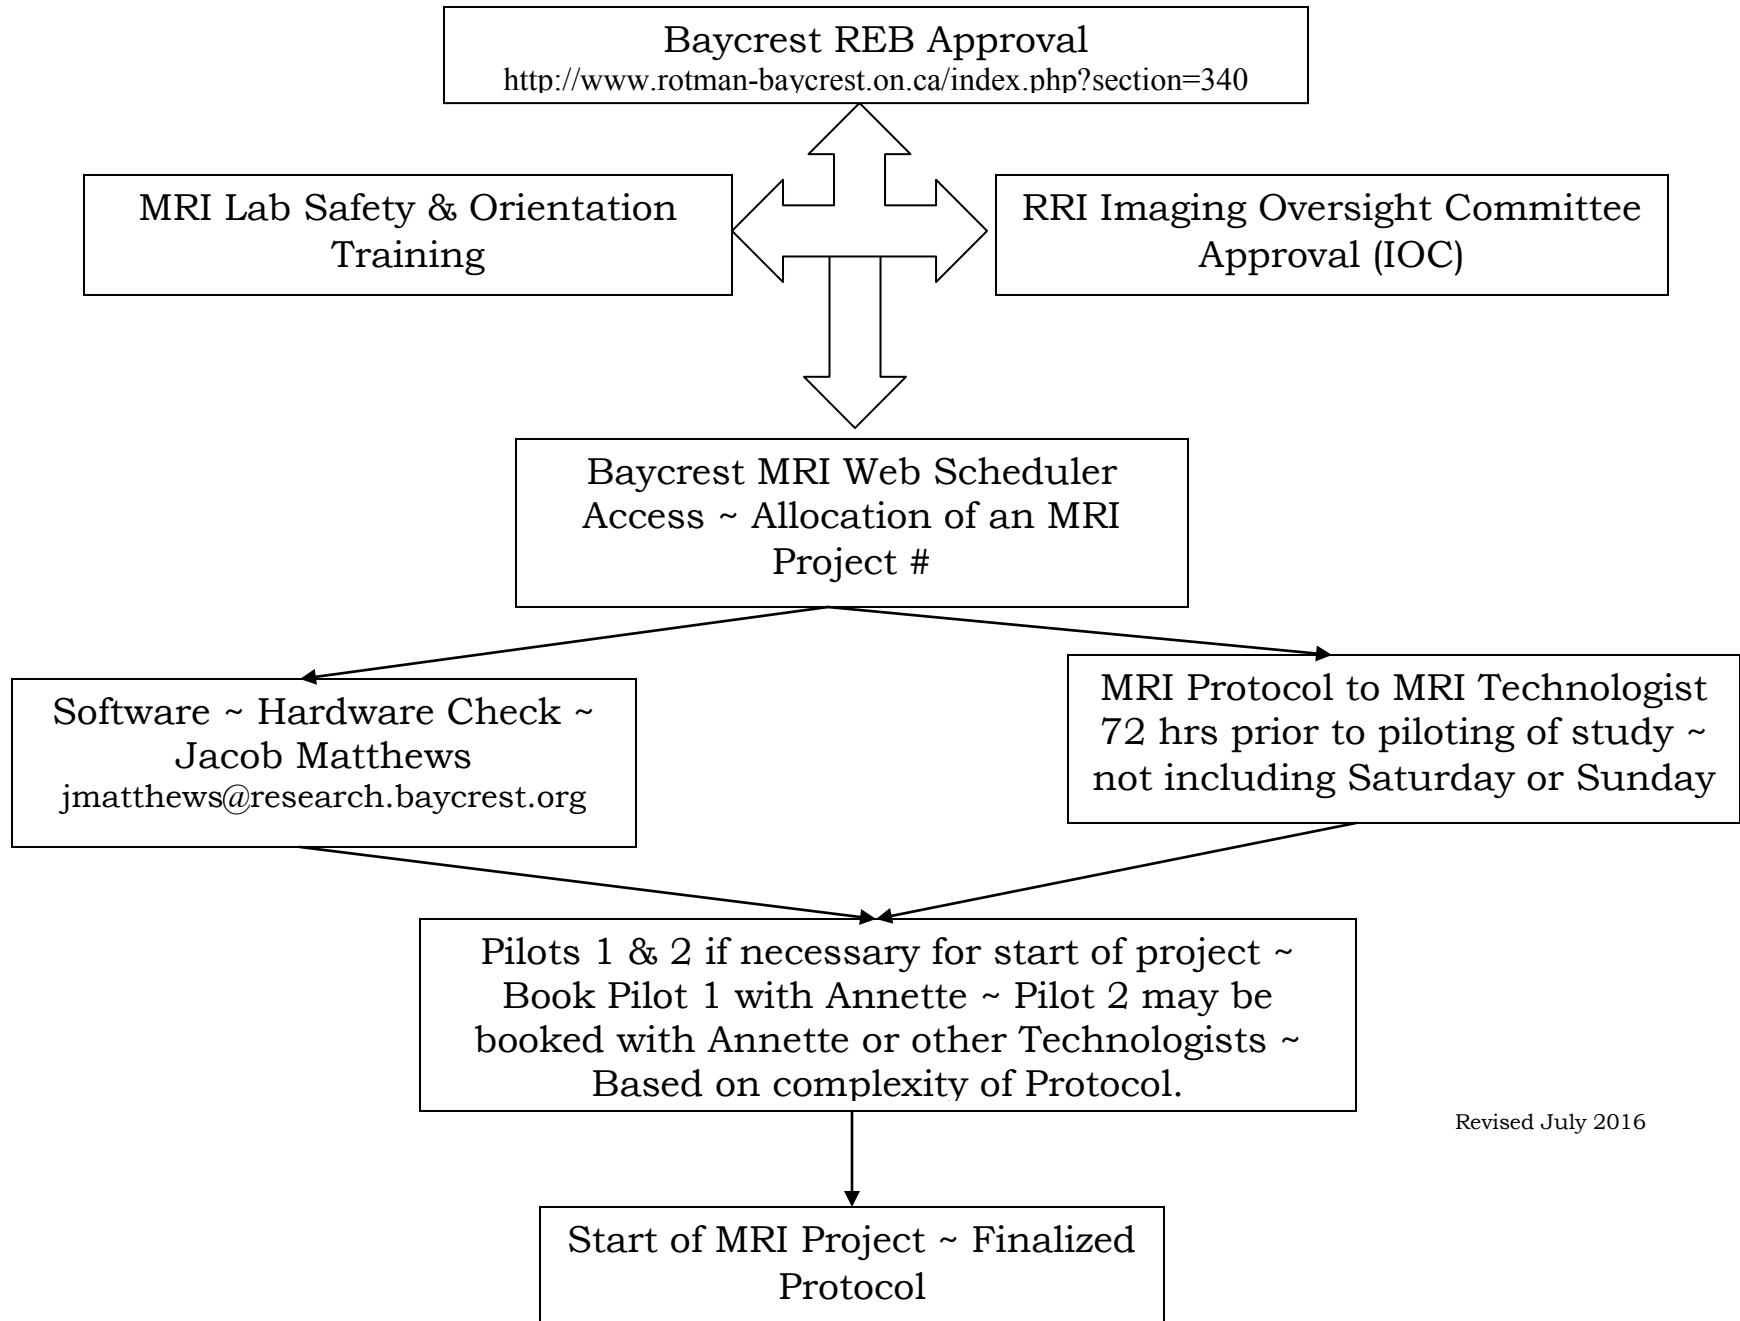 Baycrest REB Approval
http://www.rotman-baycrest.on.ca/index.php?section=340
MRI Lab Safety & Orientation
Training
RRI Imaging Oversight Committee
Approval (IOC)
Baycrest MRI Web Scheduler
Access ~ Allocation of an MRI
Project #
Software ~ Hardware Check ~
Jacob Matthews
jmatthews@research.baycrest.org
MRI Protocol to MRI Technologist
72 hrs prior to piloting of study ~
not including Saturday or Sunday
Pilots 1 & 2 if necessary for start of project ~
Book Pilot 1 with Annette ~ Pilot 2 may be
booked with Annette or other Technologists ~
Based on complexity of Protocol.
Revised July 2016
Start of MRI Project ~ Finalized
Protocol